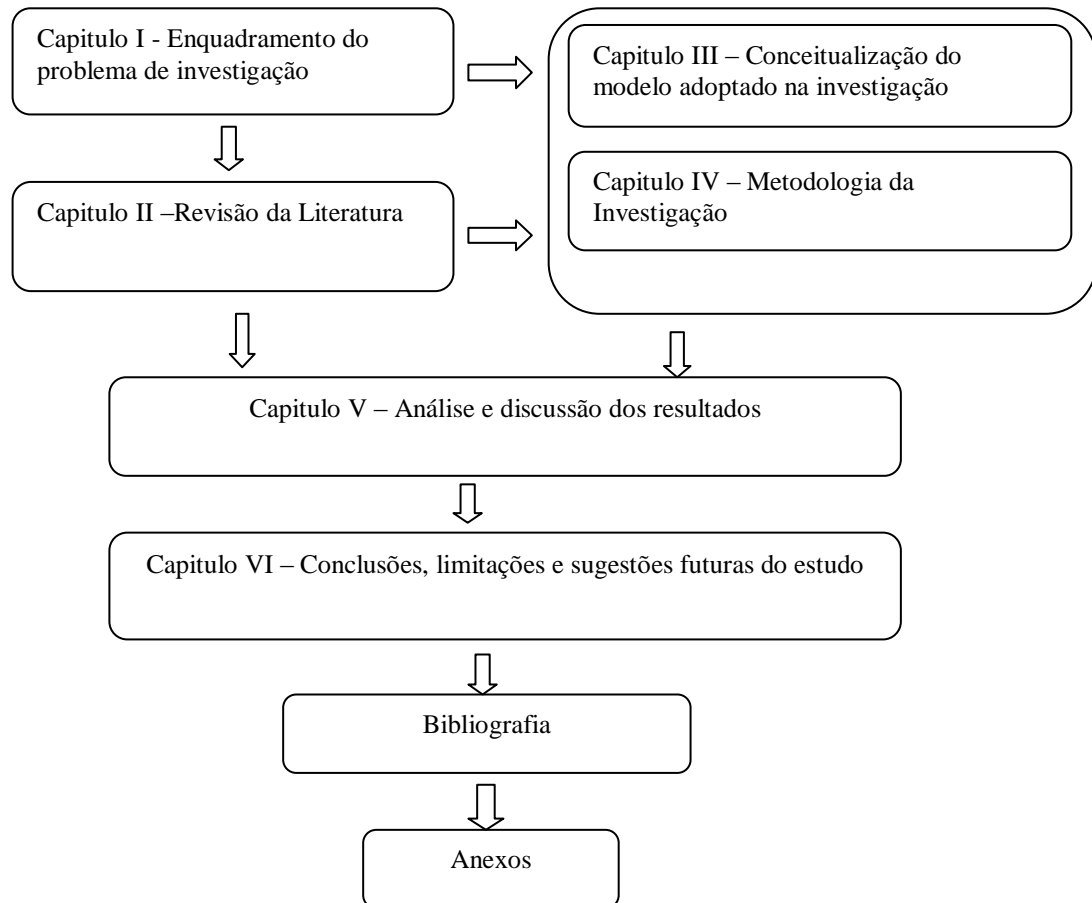 Capitulo I - Enquadramento do
problema de investigação
Capitulo III – Conceitualização do
modelo adoptado na investigação
Capitulo II –Revisão da Literatura
Capitulo IV – Metodologia da
Investigação
Capitulo V – Análise e discussão dos resultados
Capitulo VI – Conclusões, limitações e sugestões futuras do estudo
Bibliografia
Anexos